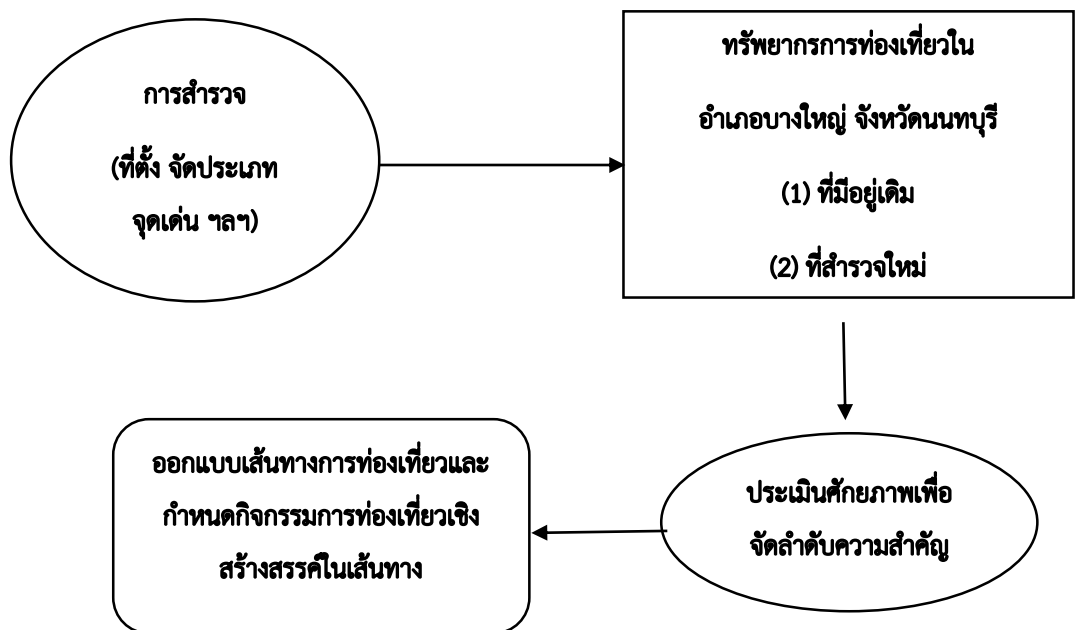 การสำรวจ
(ที่ตั้ง จัดประเภท
จุดเด่น ฯลฯ)
ทรัพยากรการท่องเที่ยวใน
อำเภอบางใหญ่ จังหวัดนนทบุรี
(1) ที่มีอยู่เดิม
(2) ที่สำรวจใหม่
ประเมินศักยภาพเพื่อ
จัดลำดับความสำคัญ
ออกแบบเส้นทางการท่องเที่ยวและ
กำหนดกิจกรรมการท่องเที่ยวเชิง
สร้างสรรค์ในเส้นทาง